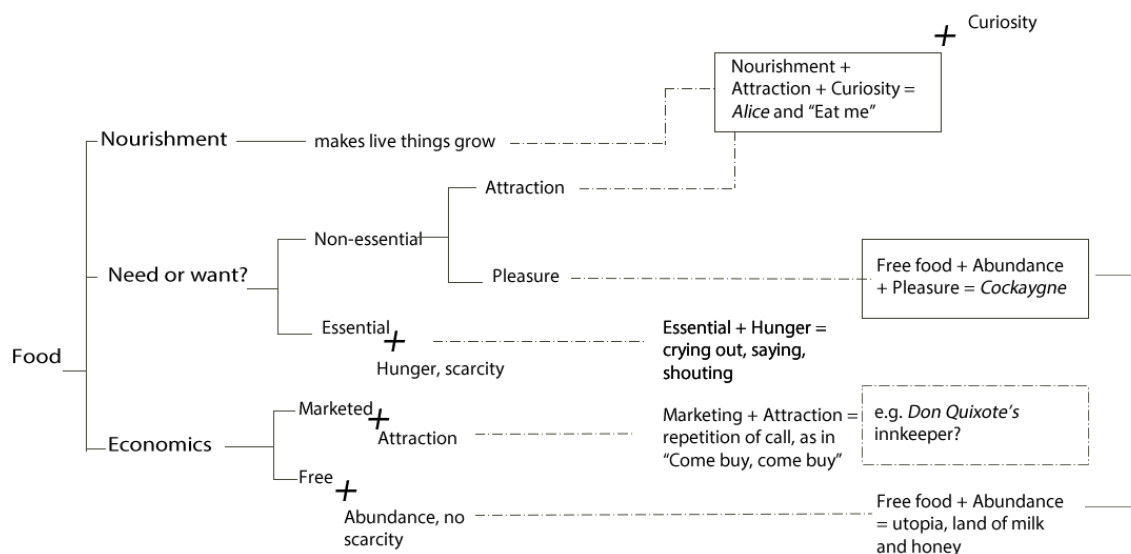 Curiosity
+
Nourishment +
Attraction + Curiosity =
Alice and “Eat me”
Nourishment
makes live things grow
Attraction
Non-essential
Need or want?
Pleasure
Free food + Abundance
+ Pleasure = Cockaygne
Essential
+
Hunger, scarcity
Essential + Hunger =
crying out, saying,
shouting
Food
Marketed
+
Attraction
Marketing + Attraction =
repetition of call, as in
“Come buy, come buy”
e.g. Don Quixote’s
innkeeper?
Economics
Free
+
Abundance, no
scarcity
Free food + Abundance
= utopia, land of milk
and honey